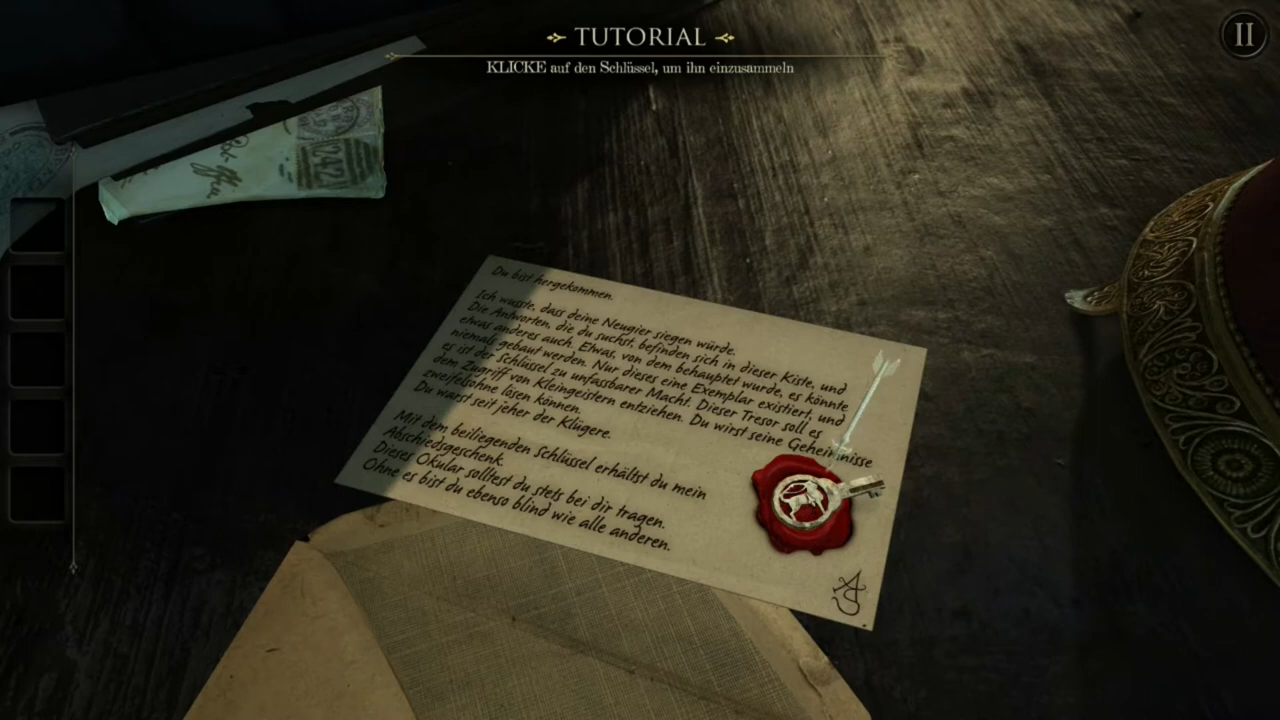 TUTORIAL
KLICKE auf den Schlüssel, um ihn einzusammeln
1242
Du bist hergekommen.
Ich wusste, dass deine Neugier siegen würde.
Die Antworten, die du suchst, befinden sich in dieser Kiste, und
etwas anderes auch. Etwas, von dem behauptet wurde, es könnte
niemals gebaut werden. Nur dieses eine Exemplar existiert, und
es ist der Schlüssel zu unfassbarer Macht. Dieser Tresor soll es
dem Zugriff von Kleingeistern entziehen. Du wirst seine Geheimnisse
zweifelsohne lösen können.
Du warst seit jeher der Klügere.
Mit dem beiliegenden Schlüssel erhältst du mein
Abschiedsgeschenk.
Dieses Okular solltest du stets bei dir tragen.
Ohne es bist du ebenso blind wie alle anderen.